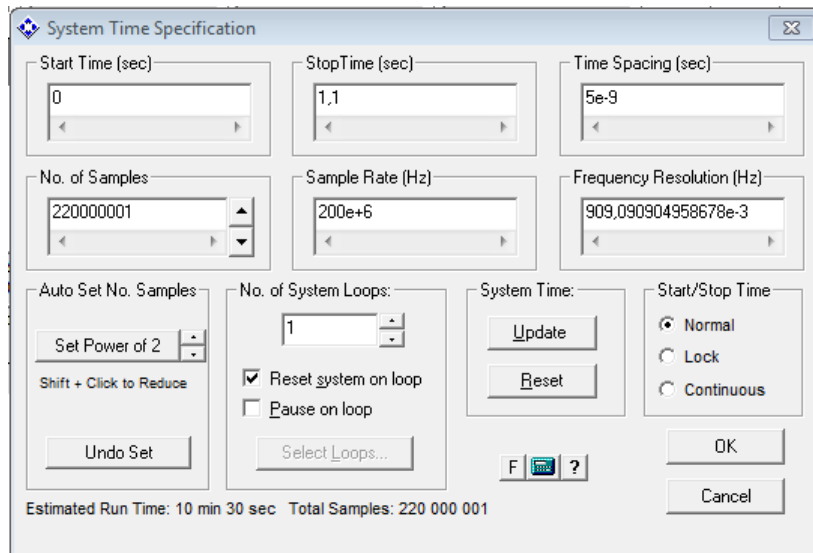 System Time Specification
Start Time (sec)
StopTime (sec)
Time Spacing (sec)
0
1,1
5e-9
No. of Samples
Sample Rate (Hz)
Frequency Resolution (Hz)
220000001
200e+6
909,090904958678e-3
Auto Set No. Samples
No. of System Loops:
System Time:
Start/Stop Time
Set Power of 2
1
Update
Normal
Shift + Click to Reduce
Reset system on loop
Reset
Lock
Pause on loop
Continuous
Undo Set
Select Loops...
F
?
OK
Cancel
Estimated Run Time: 10 min 30 sec Total Samples: 220 000 001